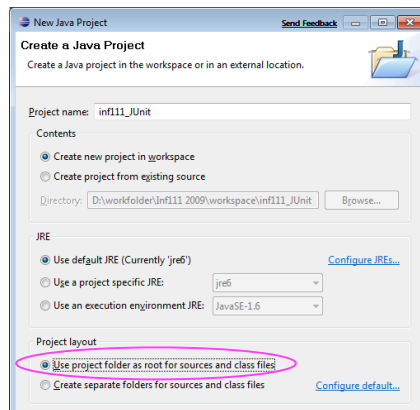 New Java Project Send Feedback
Create a Java Project
Create a Java project in the workspace or in an external location.
Project name: inf111_JUnit
Contents
Create new project in workspace
Create project from existing source
Directory: D:\workfolder\Inf111 2009\workspace\inf111_JUnit Browse...
JRE
Use default JRE (Currently 'jre6') Configure JREs...
Use a project specific JRE: jre6
Use an execution environment JRE: JavaSE-1.6
Project layout
Use project folder as root for sources and class files
Create separate folders for sources and class files Configure default...